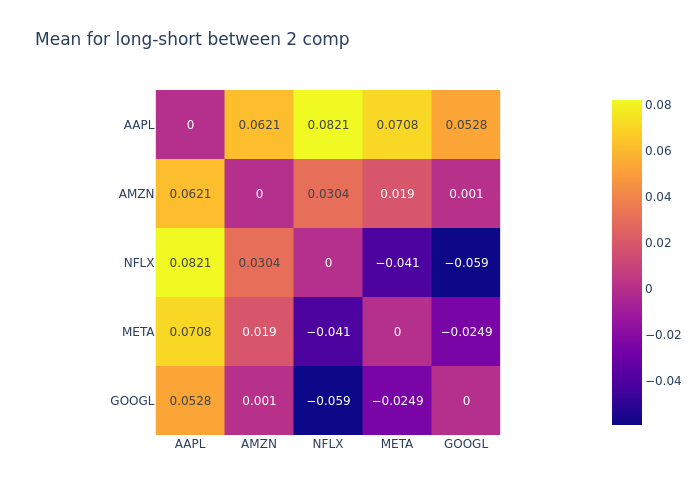 Mean for long-short between 2 comp
AAPL 0 0.0621 0.0821 0.0708 0.0528
AMZN 0.0621 0 0.0304 0.019 0.001
NFLX 0.0821 0.0304 0 −0.041 −0.059
META 0.0708 0.019 −0.041 0 −0.0249
GOOGL 0.0528 0.001 −0.059 −0.0249 0
AAPL AMZN NFLX META GOOGL
0.08
0.06
0.04
0.02
0
−0.02
−0.04